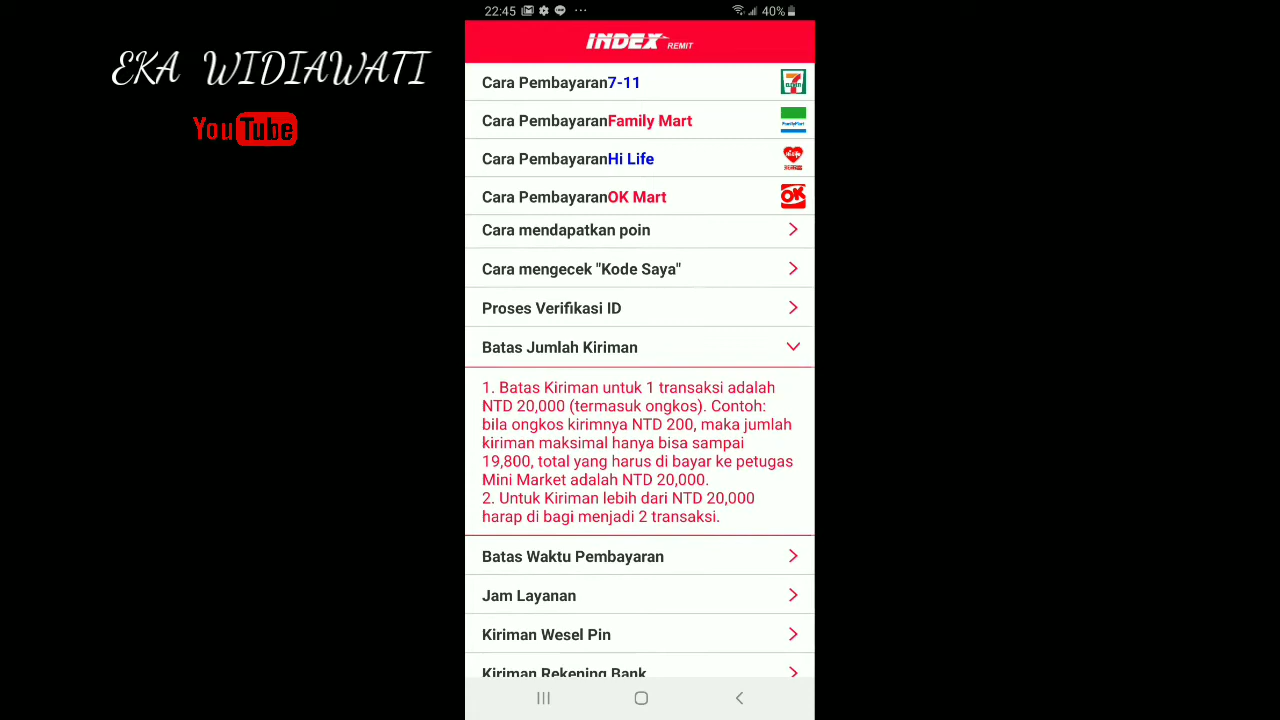 EKA WIDIAWATI
YouTube
22:45
40%
INDEX REMIT
Cara Pembayaran7-11
Cara PembayaranFamily Mart
FamilyMart
Cara PembayaranHi Life
Cara PembayaranOK Mart
OK
Cara mendapatkan poin
Cara mengecek "Kode Saya"
Proses Verifikasi ID
Batas Jumlah Kiriman
1. Batas Kiriman untuk 1 transaksi adalah
NTD 20,000 (termasuk ongkos). Contoh:
bila ongkos kirimnya NTD 200, maka jumlah
kiriman maksimal hanya bisa sampai
19,800, total yang harus di bayar ke petugas
Mini Market adalah NTD 20,000.
2. Untuk Kiriman lebih dari NTD 20,000
harap di bagi menjadi 2 transaksi.
Batas Waktu Pembayaran
Jam Layanan
Kiriman Wesel Pin
Kiriman Rekening Bank